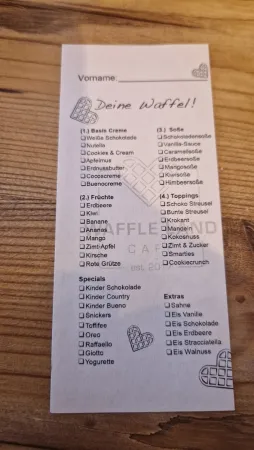 Vorname:
Deine Waffel!
(1.) Basis Creme
Weiße Schokolade
Nutella
Cookies & Cream
Apfelmus
Erdnussbutter
Cocoscreme
Buenocreme
(2.) Früchte
Erdbeere
Kiwi
Banane
Ananas
Mango
Zimt-Apfel
Kirsche
Rote Grütze
Specials
Kinder Schokolade
Kinder Country
Kinder Bueno
Snickers
Toffifee
Oreo
Raffaello
Giotto
Yogurette
(3.) Soße
Schokoladensoße
Vanille-Sauce
Caramellsoße
Erdbeersoße
Mangosoße
Kiwisoße
Himbeersoße
(4.) Toppings
Schoko Streusel
Bunte Streusel
Krokant
Mandeln
Kokosnuss
Zimt & Zucker
Smarties
Cookiecrunch
Extras
Sahne
Eis Vanille
Eis Schokolade
Eis Erdbeere
Eis Stracciatella
Eis Walnuss
CAFE